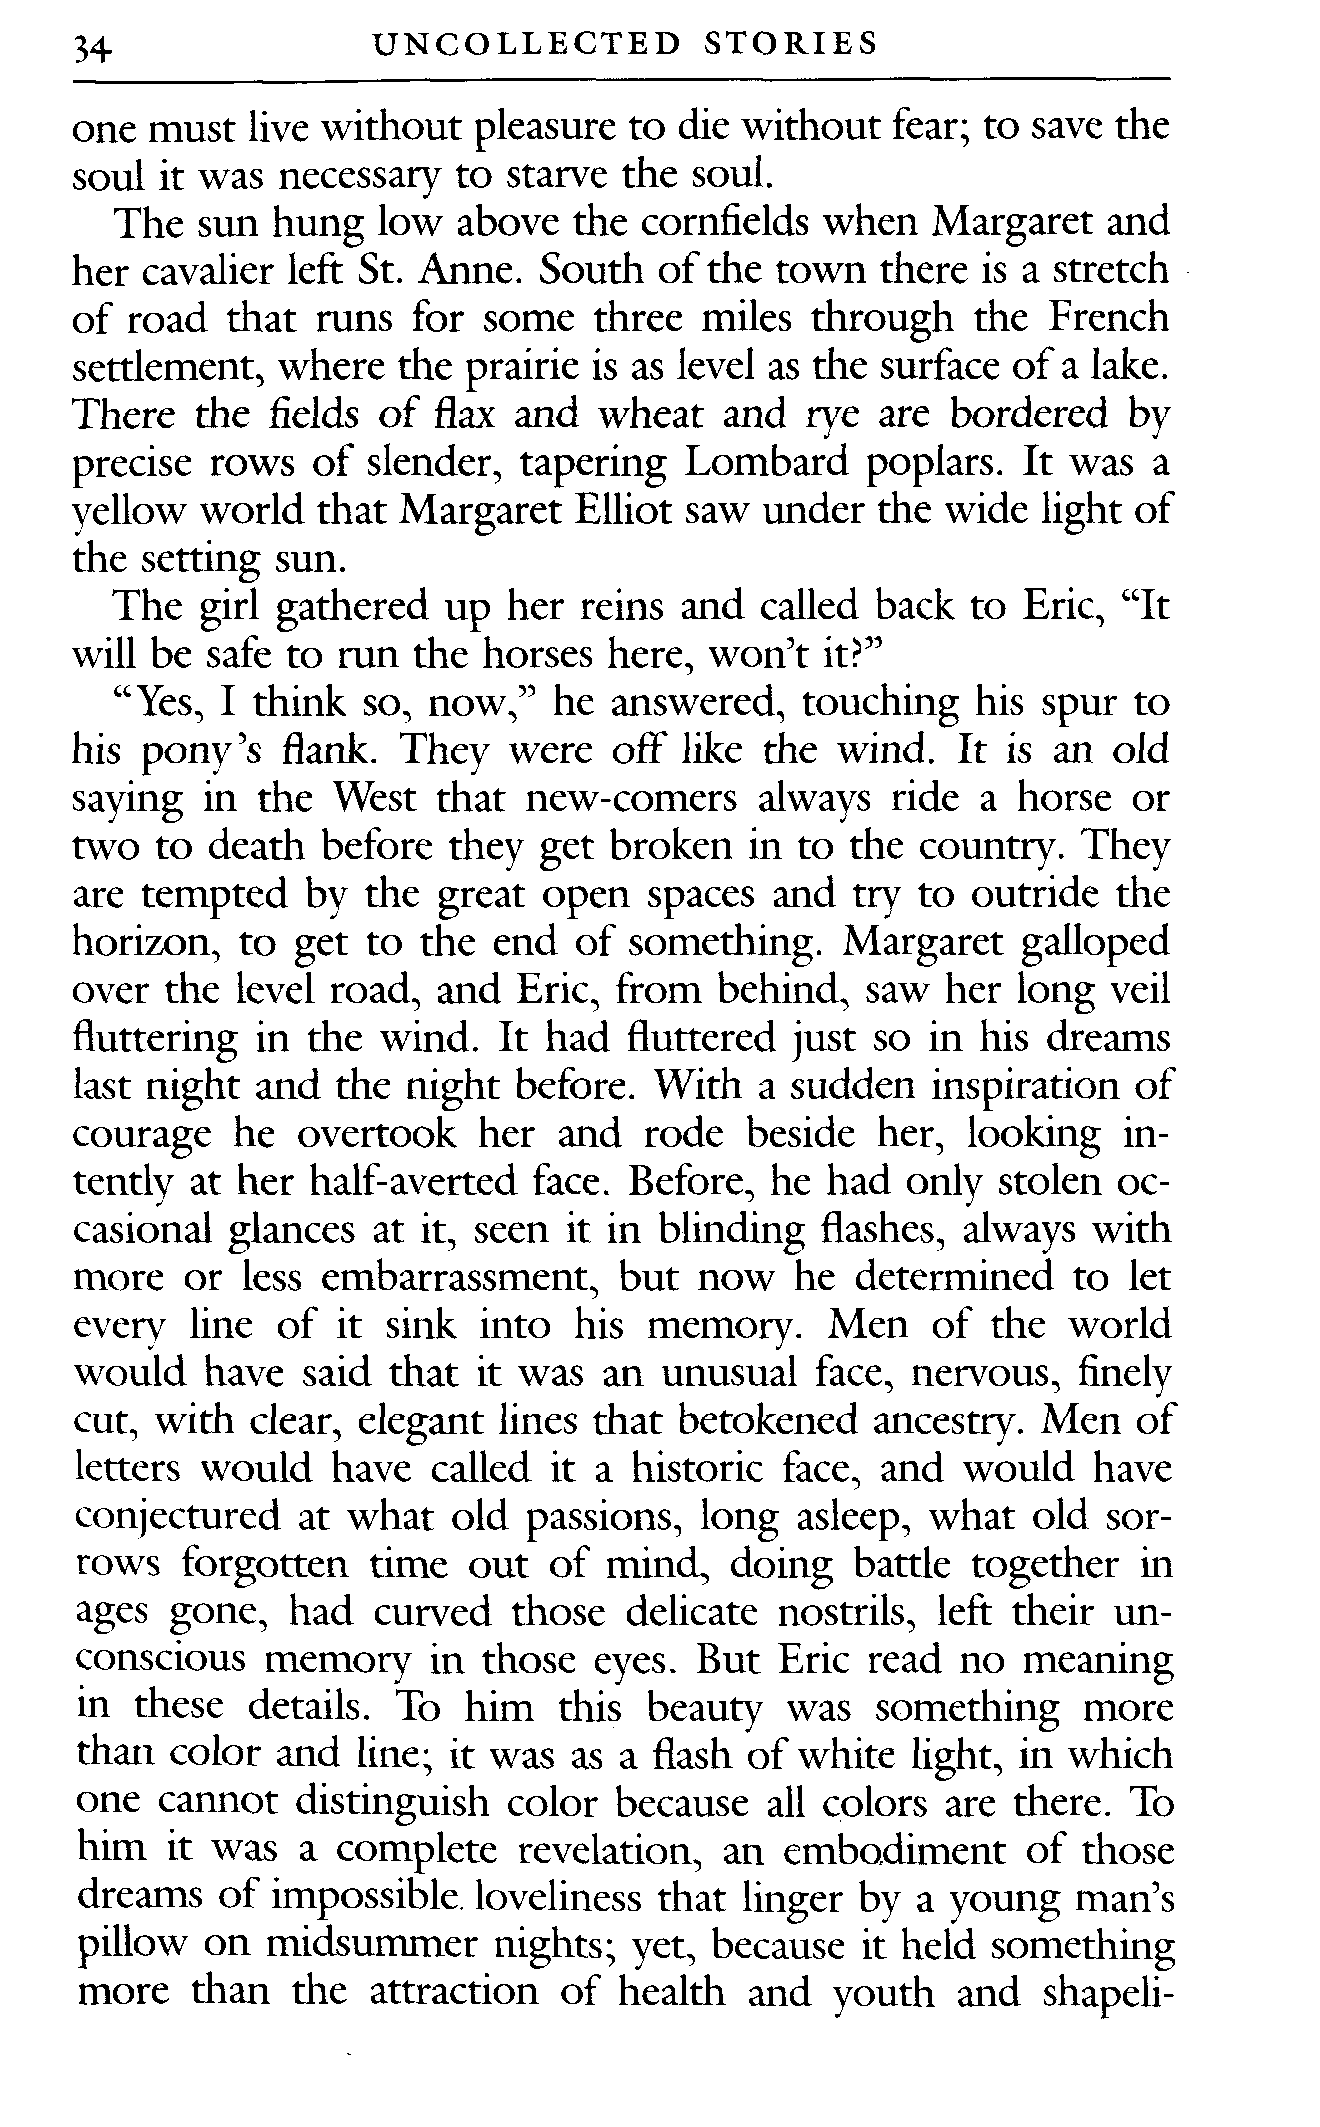 34 UNCOLLECTED STORIES
one must live without pleasure to die without fear; to save the
soul it was necessary to starve the soul.
The sun hung low above the cornfields when Margaret and
her cavalier left St. Anne. South of the town there is a stretch
of road that runs for some three miles through the French
settlement, where the prairie is as level as the surface of a lake.
There the fields of flax and wheat and rye are bordered by
precise rows of slender, tapering Lombard poplars. It was a
yellow world that Margaret Elliot saw under the wide light of
the setting sun.
The girl gathered up her reins and called back to Eric, “It
will be safe to run the horses here, won’t it?”
“Yes, I think so, now,” he answered, touching his spur to
his pony’s flank. They were off like the wind. It is an old
saying in the West that new-comers always ride a horse or
two to death before they get broken in to the country. They
are tempted by the great open spaces and try to outride the
horizon, to get to the end of something. Margaret galloped
over the level road, and Eric, from behind, saw her long veil
fluttering in the wind. It had fluttered just so in his dreams
last night and the night before. With a sudden inspiration of
courage he overtook her and rode beside her, looking in-
tently at her half-averted face. Before, he had only stolen oc-
casional glances at it, seen it in blinding flashes, always with
more or less embarrassment, but now he determined to let
every line of it sink into his memory. Men of the world
would have said that it was an unusual face, nervous, finely
cut, with clear, elegant lines that betokened ancestry. Men of
letters would have called it a historic face, and would have
conjectured at what old passions, long asleep, what old sor-
rows forgotten time out of mind, doing battle together in
ages gone, had curved those delicate nostrils, left their un-
conscious memory in those eyes. But Eric read no meaning
in these details. To him this beauty was something more
than color and line; it was as a flash of white light, in which
one cannot distinguish color because all colors are there. To
him it was a complete revelation, an embodiment of those
dreams of impossible loveliness that linger by a young man’s
pillow on midsummer nights; yet, because it held something
more than the attraction of health and youth and shapeli-